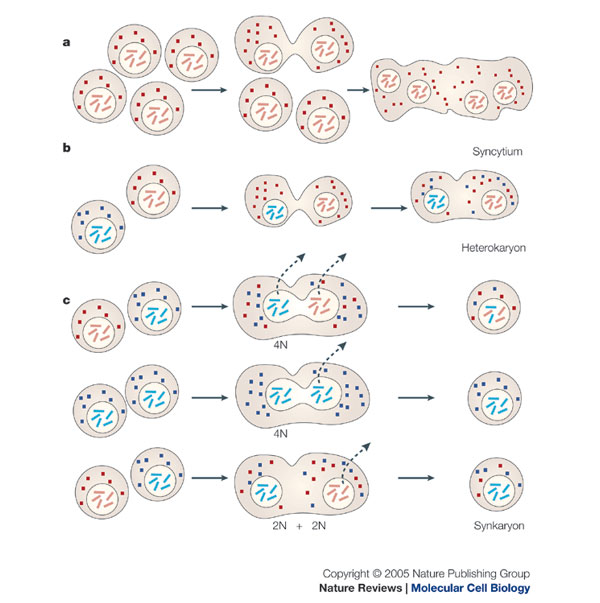 a
Syncytium
b
Heterokaryon
c
4N
4N
2N + 2N
Synkaryon
Copyright © 2005 Nature Publishing Group
Nature Reviews | Molecular Cell Biology